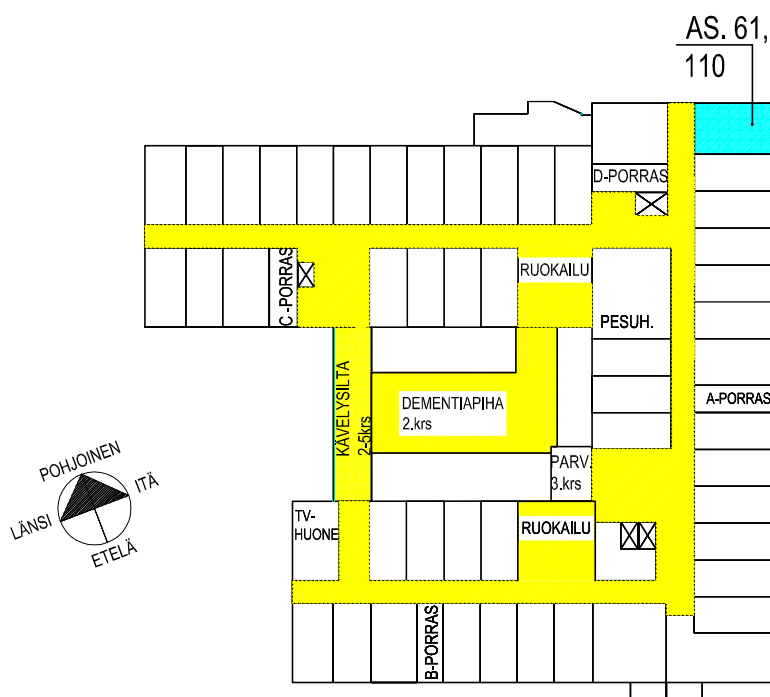 AS. 61,
110
D-PORRAS
C-PORRAS
RUOKAILU
PESUH.
KÄVELYSILTA
2-5krs
DEMENTIAPIHA
2.krs
A-PORRAS
PARV.
3.krs
POHJOINEN
ITÄ
LÄNSI
ETELÄ
TV-
HUONE
RUOKAILU
B-PORRAS